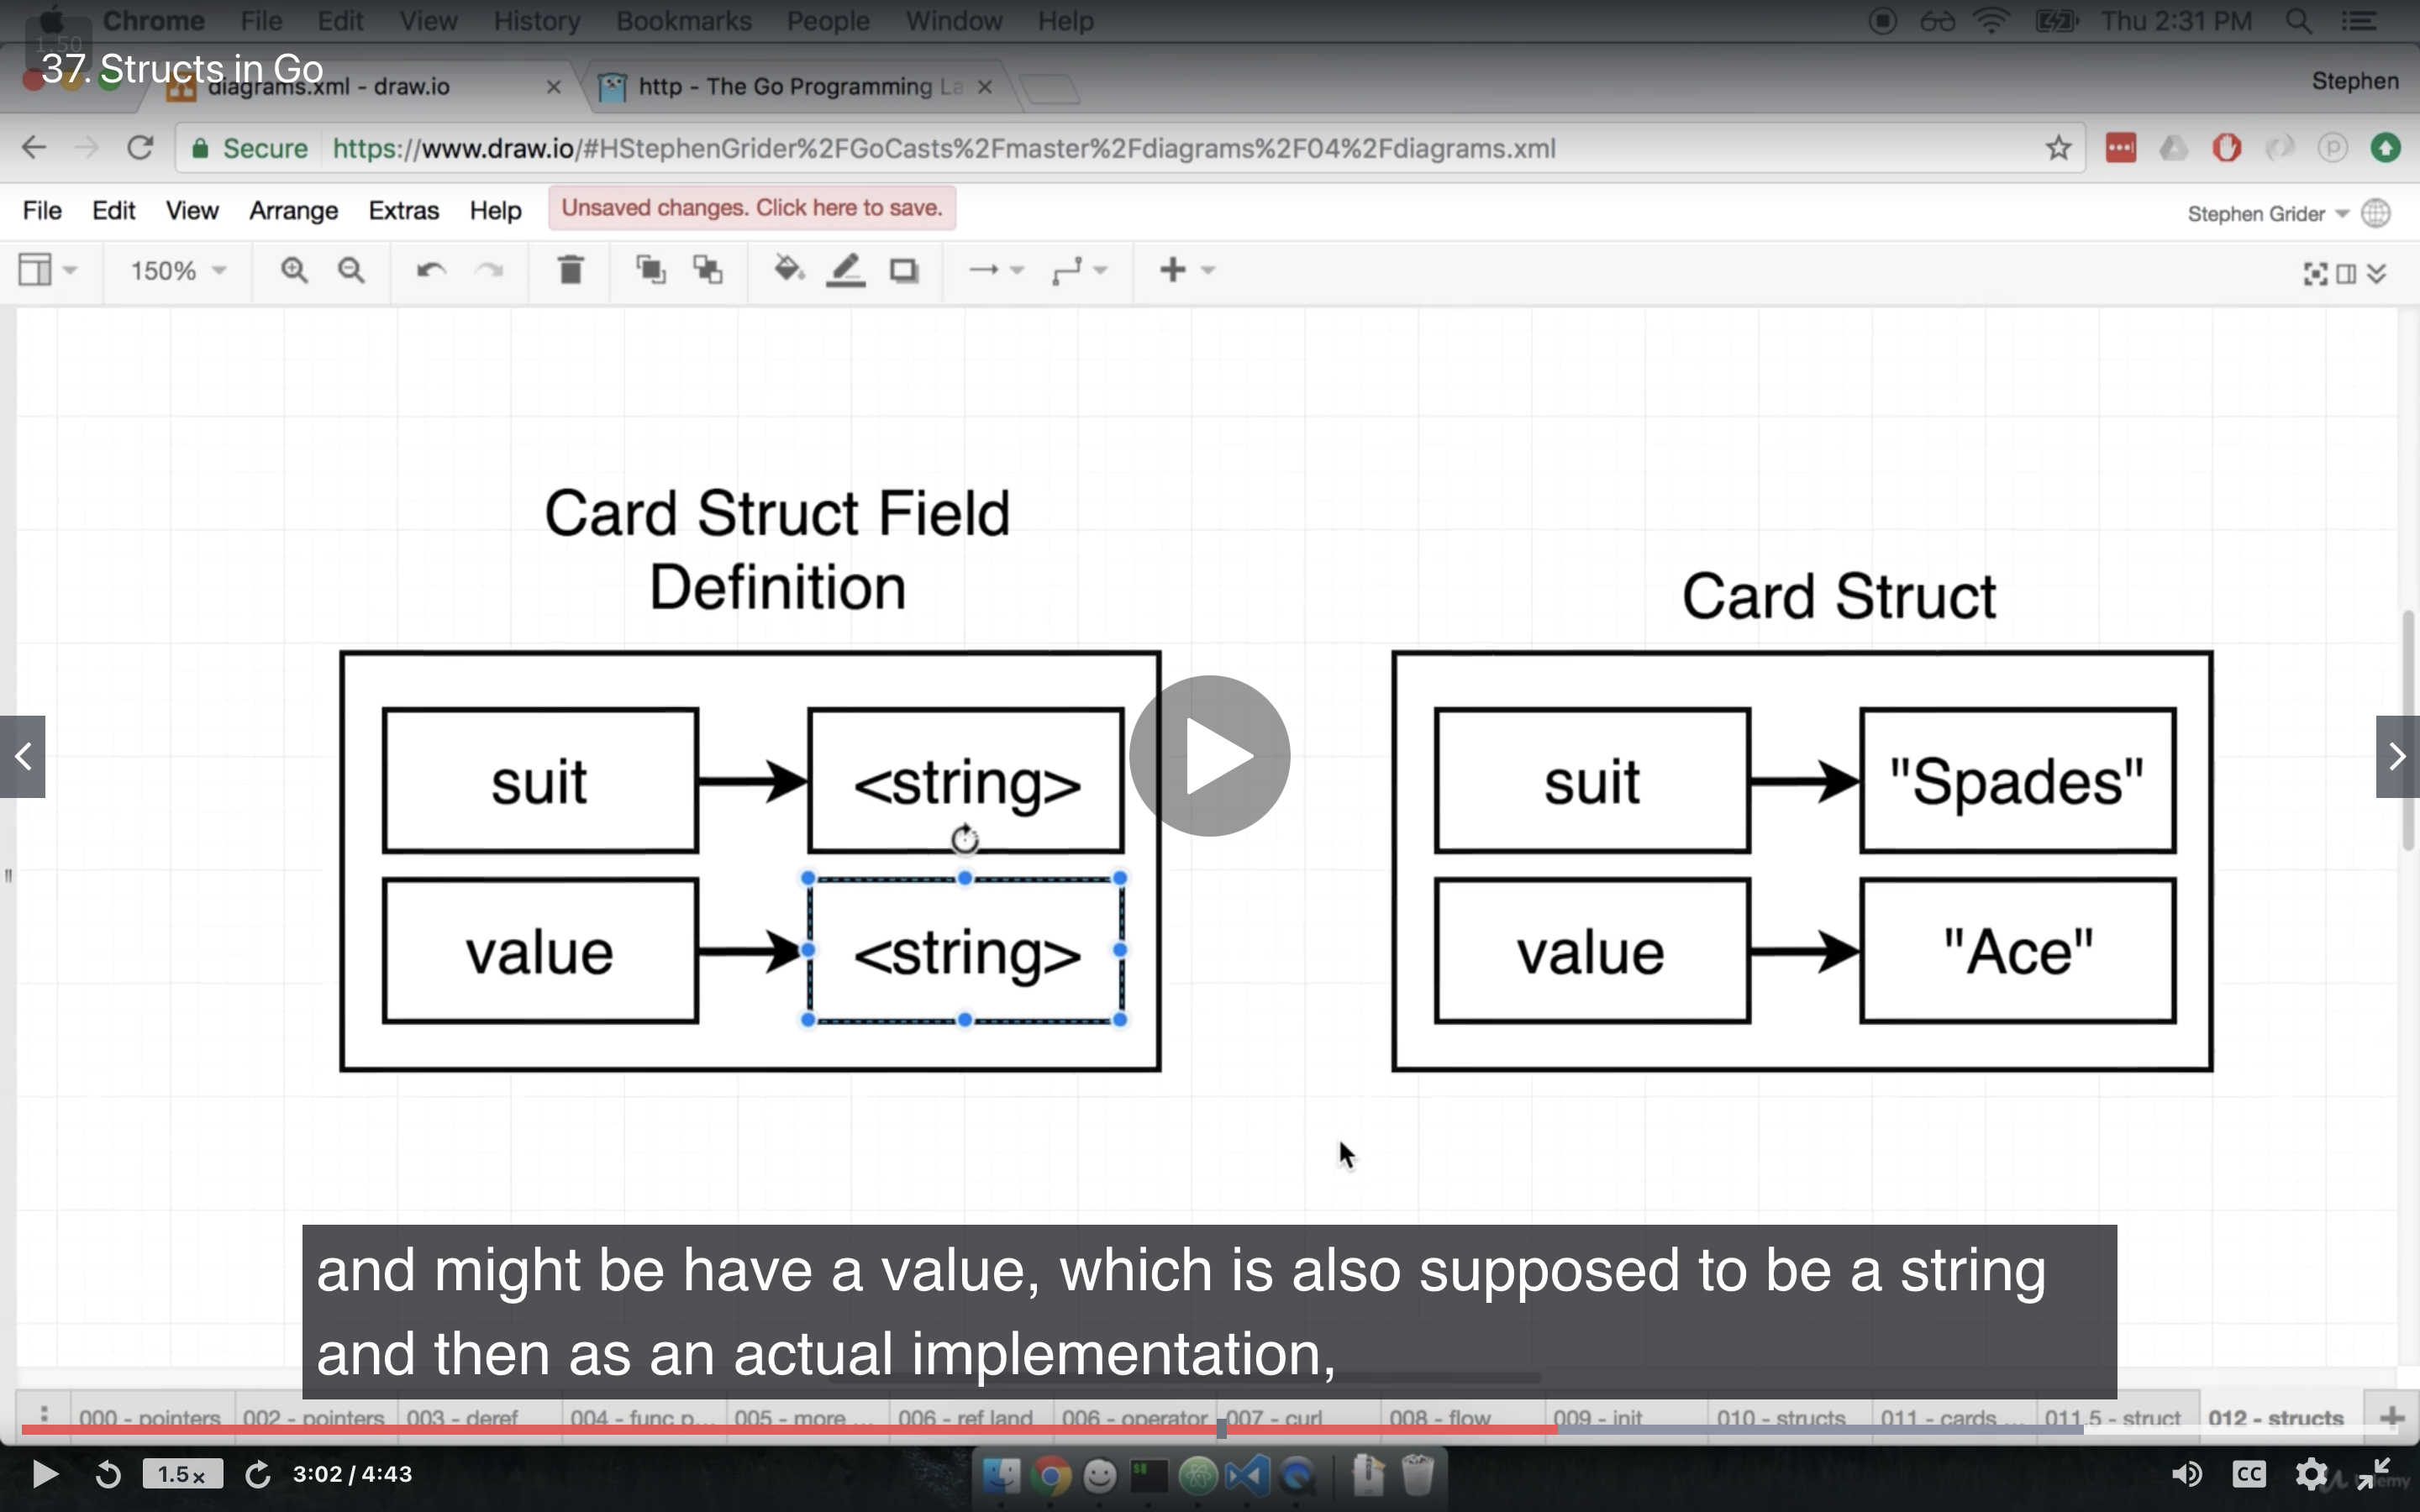 Chrome File Edit View History Bookmarks People Window Help Thu 2:31 PM
1.50
37. Structs in Go
diagrams.xml - draw.io
http - The Go Programming La
Stephen
Secure https://www.draw.io/#HStephenGrider%2FGoCasts%2Fmaster%2Fdiagrams%2F04%2Fdiagrams.xml
File Edit View Arrange Extras Help Unsaved changes. Click here to save. Stephen Grider
150%
Card Struct Field
Definition
suit <string>
value <string>
Card Struct
suit "Spades"
value "Ace"
and might be have a value, which is also supposed to be a string
and then as an actual implementation,
000 - pointers 002 - pointers 003 - deref 004 - func p... 005 - more ... 006 - ref land 006 - operator 007 - curl 008 - flow 009 - init 010 - structs 011 - cards ... 011.5 - struct 012 - structs
1.5x 3:02 / 4:43 CC